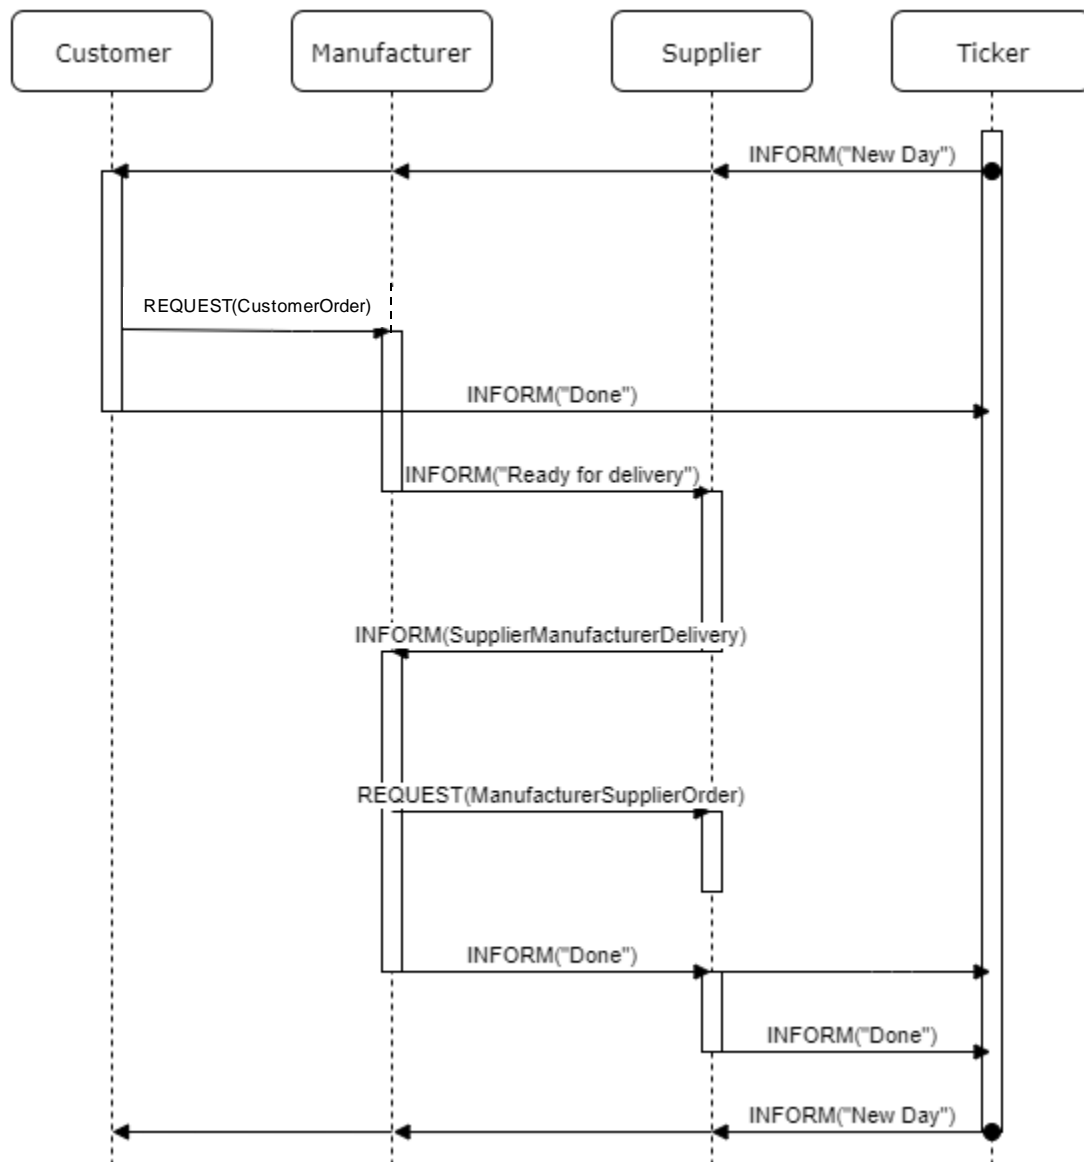 Customer
Manufacturer
Supplier
Ticker
INFORM("New Day")
REQUEST(CustomerOrder)
INFORM("Done")
INFORM("Ready for delivery")
INFORM(SupplierManufacturerDelivery)
REQUEST(ManufacturerSupplierOrder)
INFORM("Done")
INFORM("Done")
INFORM("New Day")